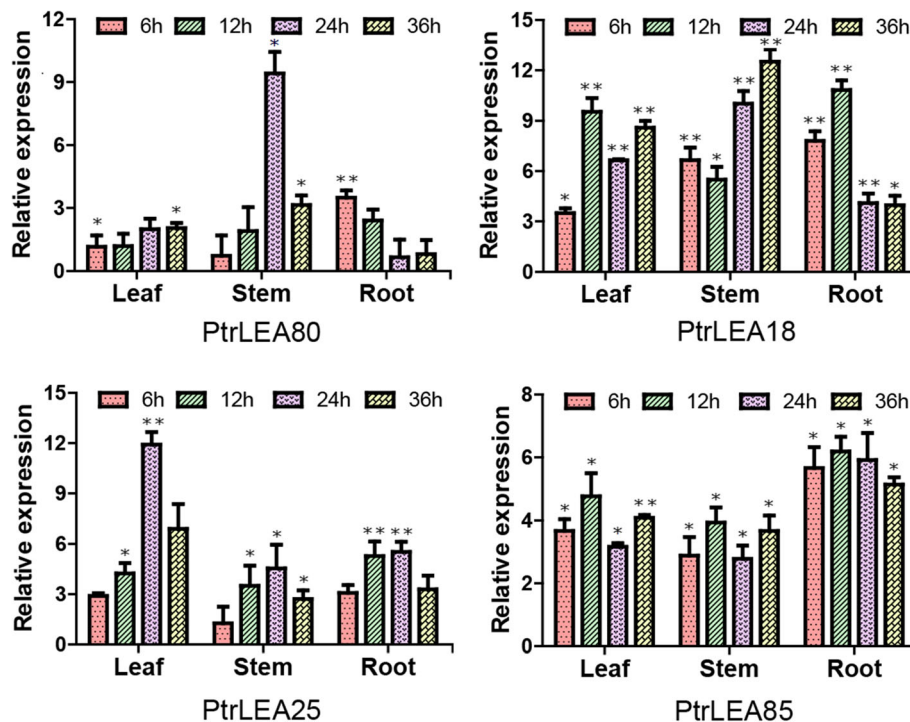 6h 12h 24h 36h
Relative expression
12
9
6
3
0
* * * * * **
Leaf Stem Root
PtrLEA80
6h 12h 24h 36h
Relative expression
15
12
9
6
3
0
* ** ** ** ** * ** ** ** ** ** *
Leaf Stem Root
PtrLEA18
6h 12h 24h 36h
Relative expression
15
12
9
6
3
0
* ** * * * ** **
Leaf Stem Root
PtrLEA25
6h 12h 24h 36h
Relative expression
8
6
4
2
0
* * * ** * * * * * * * *
Leaf Stem Root
PtrLEA85